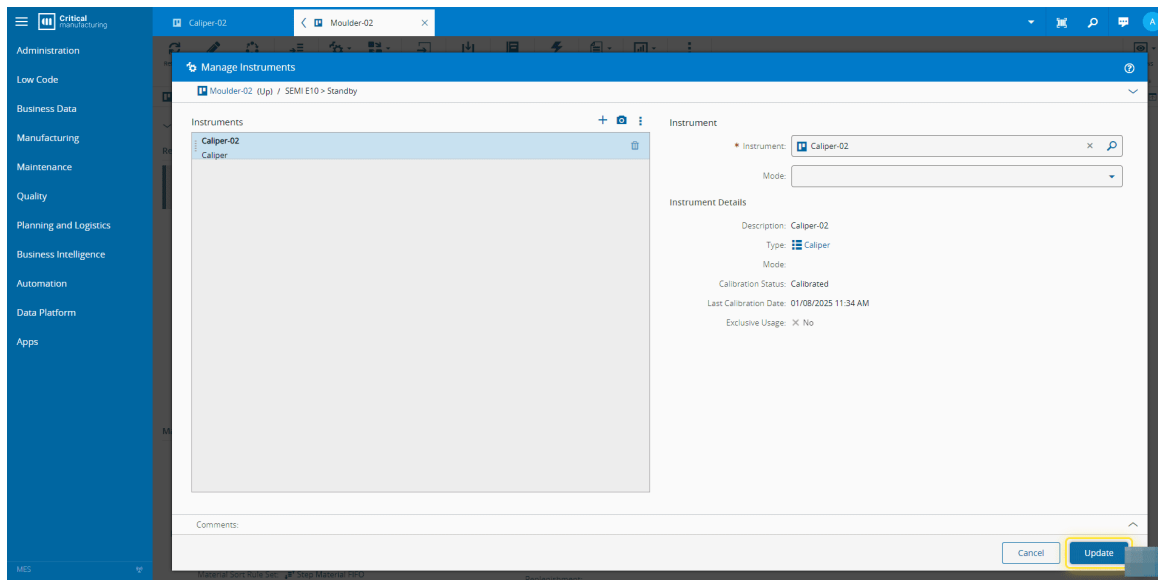 Critical
manufacturing
Caliper-02
Moulder-02
A
Administration
Low Code
Business Data
Manufacturing
Maintenance
Quality
Planning and Logistics
Business Intelligence
Automation
Data Platform
Apps
MES
Manage Instruments
Moulder-02 (Up) / SEMI E10 > Standby
Instruments
Caliper-02
Caliper
Instrument
* Instrument: Caliper-02
Mode:
Instrument Details
Description: Caliper-02
Type: Caliper
Mode:
Calibration Status: Calibrated
Last Calibration Date: 01/08/2025 11:34 AM
Exclusive Usage: No
Comments:
Cancel
Update
Material Sort Rule Set: Step Material FIFO